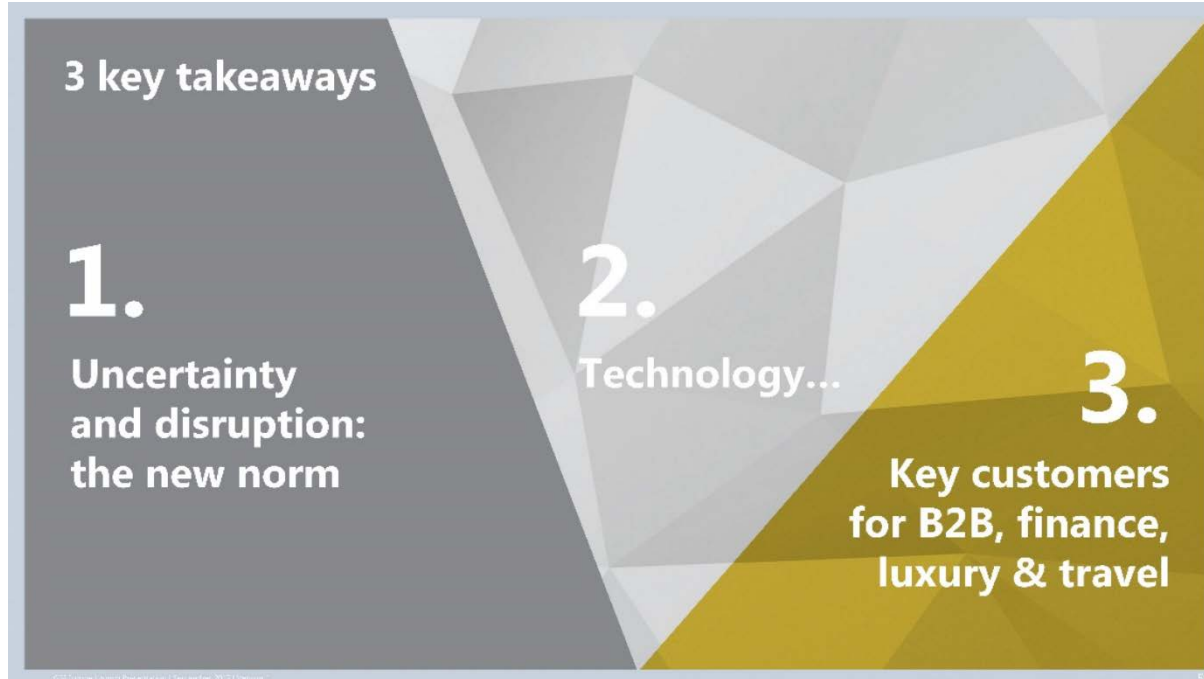 3 key takeaways
1.
Uncertainty
and disruption:
the new norm
2.
Technology...
3.
Key customers
for B2B, finance,
luxury & travel